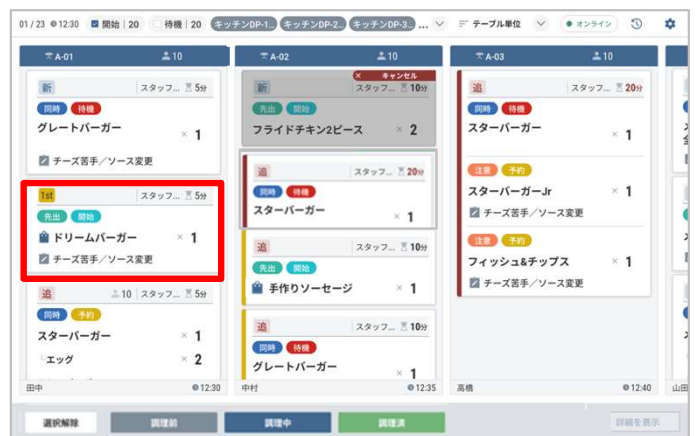 01 / 23 12:30 開始 | 20 待機 | 20 キッチンDP-1... キッチンDP-2... キッチンDP-3... ... テーブル単位 オンライン
A-01 10
新 スタッフ... 5分
同時 待機
グレートバーガー × 1
チーズ苦手／ソース変更
1st スタッフ... 5分
先出 開始
ドリームバーガー × 1
チーズ苦手／ソース変更
追 10 スタッフ... 5分
同時 予約
スターバーガー × 1
エッグ × 2
田中 12:30
A-02 10
× キャンセル
新 スタッフ... 10分
先出 開始
フライドチキン2ピース × 2
追 スタッフ... 20分
同時 待機
スターバーガー × 1
追 スタッフ... 10分
先出 開始
手作りソーセージ × 1
追 スタッフ... 10分
同時 待機
グレートバーガー × 1
中村 12:35
A-03 10
追 スタッフ... 20分
同時 待機
スターバーガー × 1
注意 予約
スターバーガーJr × 1
チーズ苦手／ソース変更
注意 予約
フィッシュ&チップス × 1
チーズ苦手／ソース変更
高橋 12:40
山田
選択解除 調理前 調理中 調理済 詳細を表示